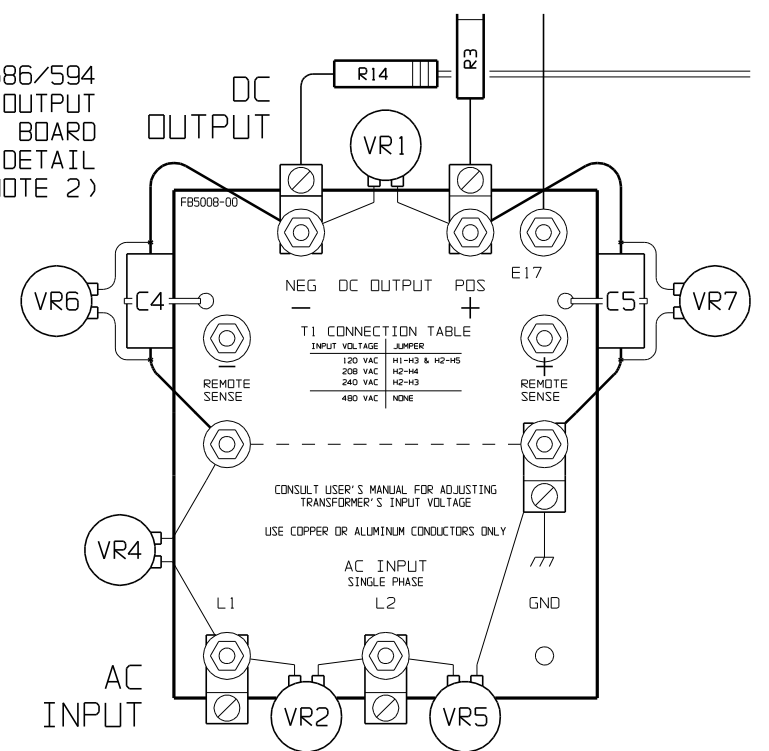 586/594
OUTPUT
BOARD
DETAIL
NOTE 2)
DC
OUTPUT
R14
R3
VR1
FB5008-00
E17
NEG DC OUTPUT POS
− +
VR6
C4
C5
VR7
T1 CONNECTION TABLE
INPUT VOLTAGE JUMPER
120 VAC H1-H3 & H2-H5
208 VAC H2-H4
240 VAC H2-H3
480 VAC NONE
−
REMOTE
SENSE
+
REMOTE
SENSE
CONSULT USER'S MANUAL FOR ADJUSTING
TRANSFORMER'S INPUT VOLTAGE
USE COPPER OR ALUMINUM CONDUCTORS ONLY
VR4
AC INPUT
SINGLE PHASE
L1
L2
GND
AC
INPUT
VR2
VR5